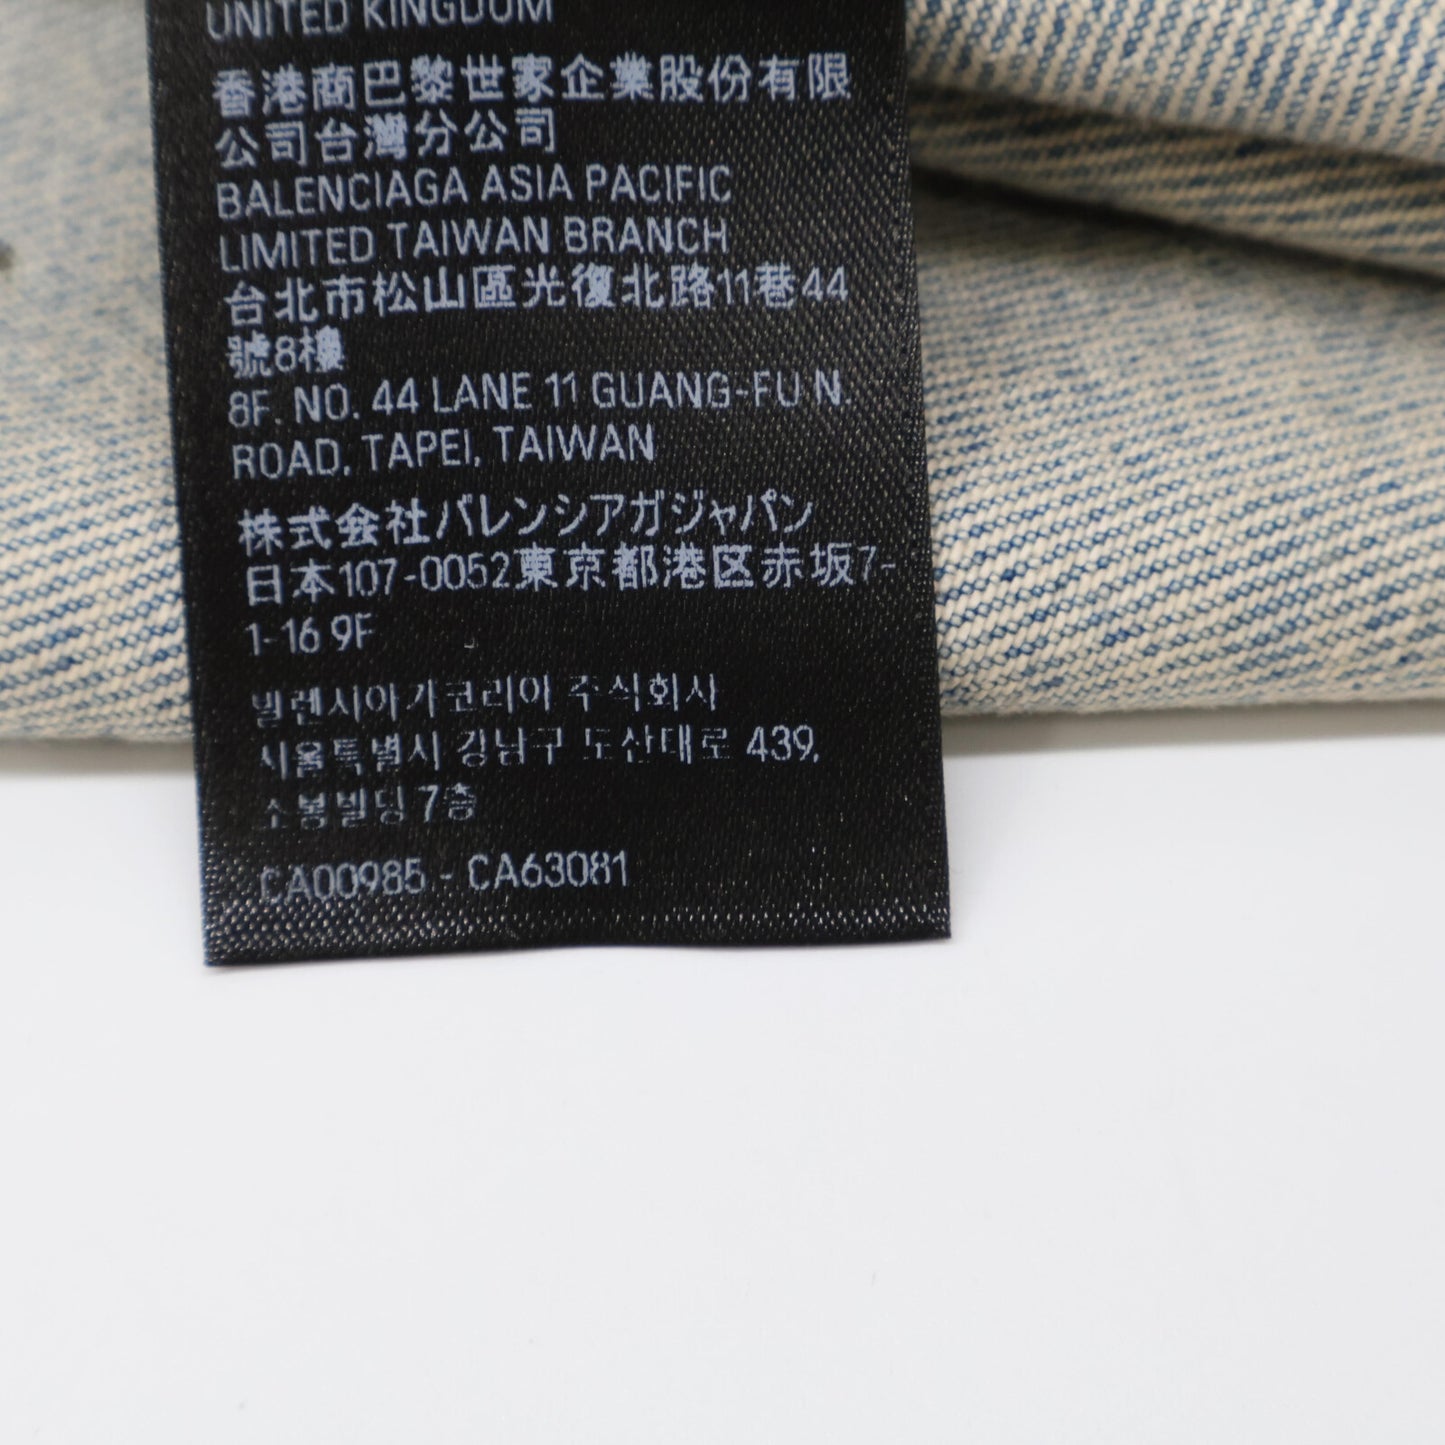 UNITED KINGDOM
香港商巴黎世家企業股份有限
公司台灣分公司
BALENCIAGA ASIA PACIFIC
LIMITED TAIWAN BRANCH
台北市松山區光復北路11巷44
號8樓
8F. NO. 44 LANE 11 GUANG-FU N.
ROAD, TAPEI, TAIWAN
株式会社バレンシアガジャパン
日本107-0052東京都港区赤坂7-
1-16 9F
발렌시아가코리아 주식회사
서울특별시 강남구 도산대로 439,
소봉빌딩 7층
CA00985 - CA63081